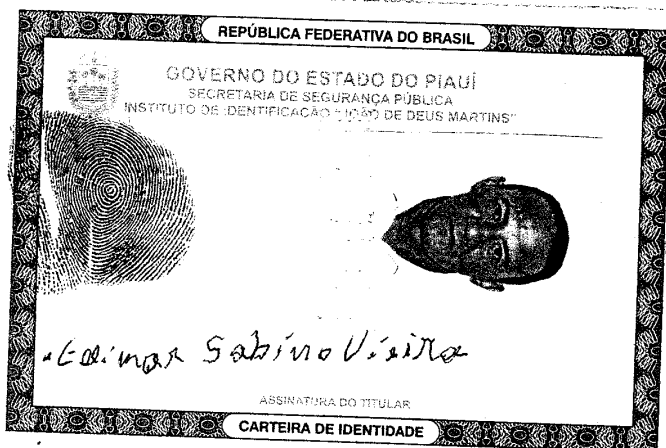 REPÚBLICA FEDERATIVA DO BRASIL
GOVERNO DO ESTADO DO PIAUÍ
SECRETARIA DE SEGURANÇA PÚBLICA
INSTITUTO DE IDENTIFICAÇÃO "JOÃO DE DEUS MARTINS"
Edimar Sabino Vieira
ASSINATURA DO TITULAR
CARTEIRA DE IDENTIDADE